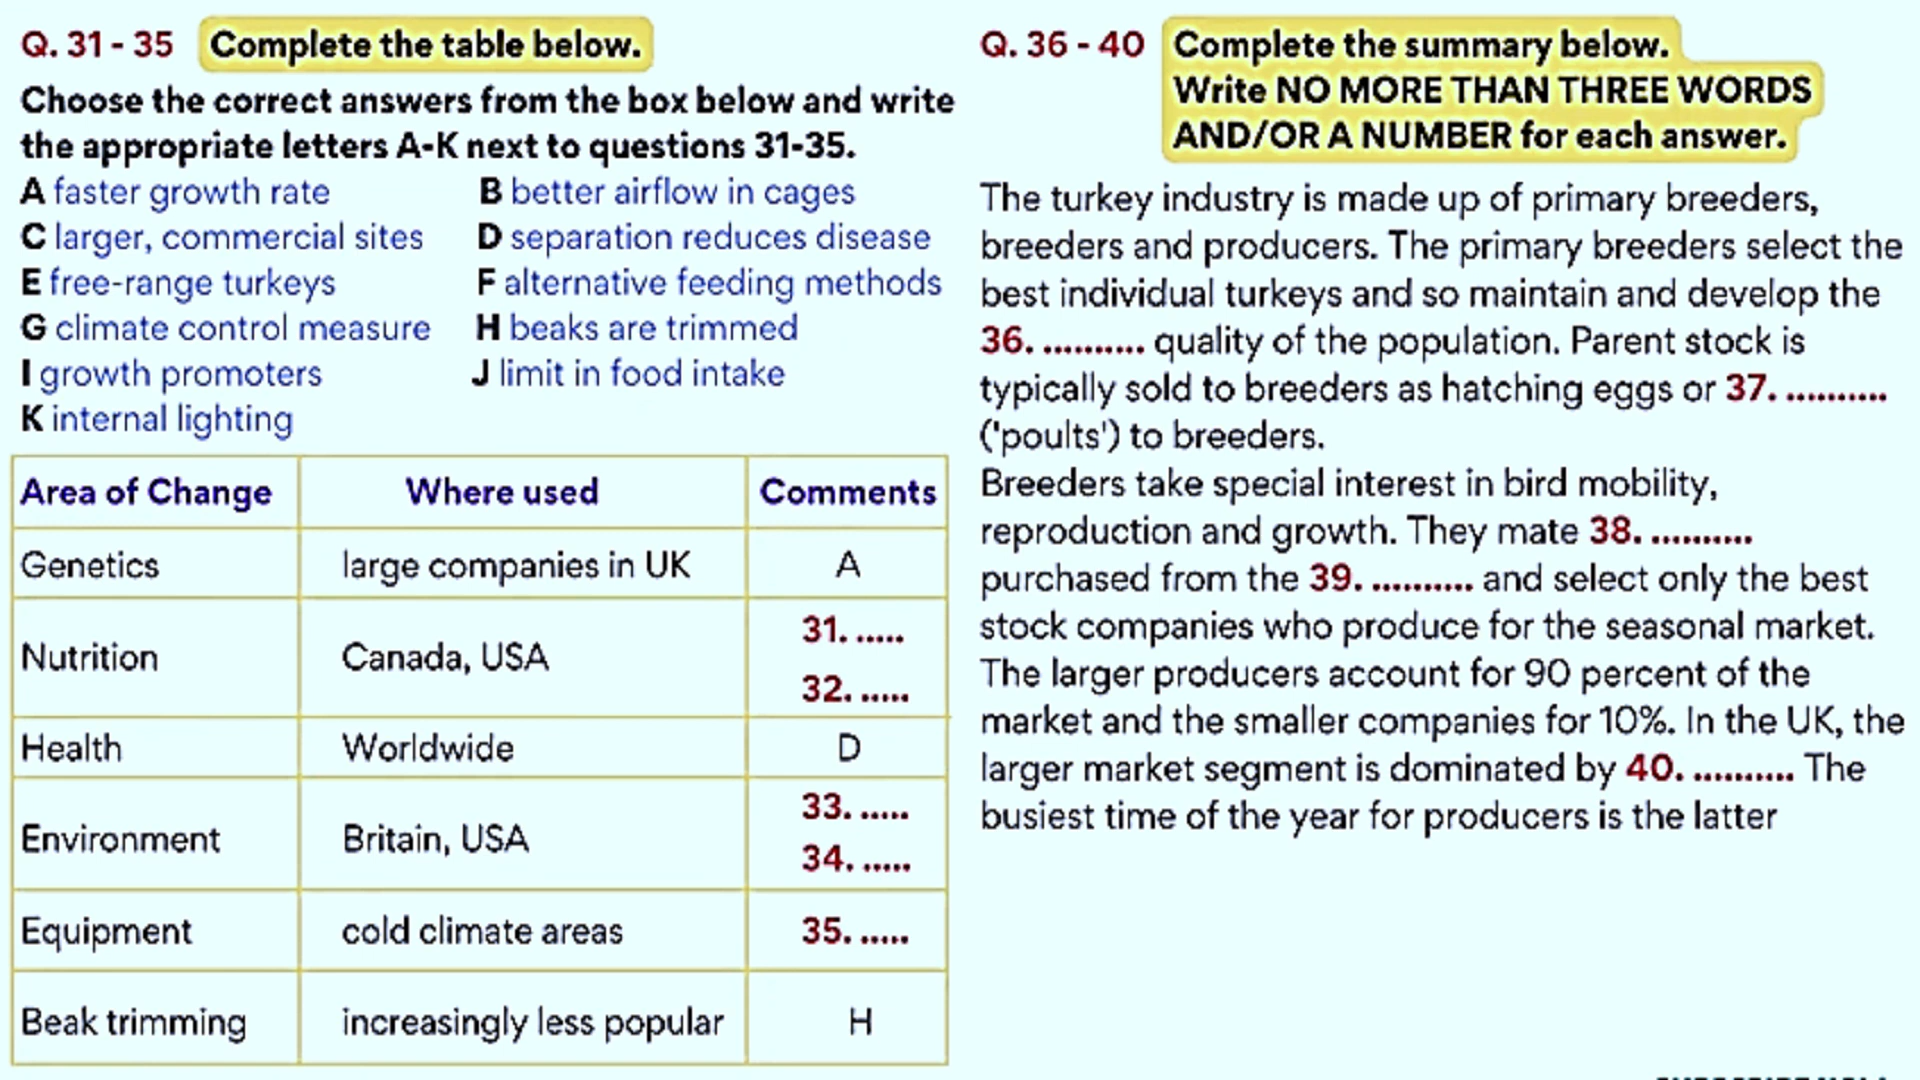 Q. 31 - 35 Complete the table below.
Choose the correct answers from the box below and write
the appropriate letters A-K next to questions 31-35.
A faster growth rate B better airflow in cages
C larger, commercial sites D separation reduces disease
E free-range turkeys F alternative feeding methods
G climate control measure H beaks are trimmed
I growth promoters J limit in food intake
K internal lighting
Area of Change Where used Comments
Genetics large companies in UK A
Nutrition Canada, USA 31. .....
32. .....
Health Worldwide D
Environment Britain, USA 33. .....
34. .....
Equipment cold climate areas 35. .....
Beak trimming increasingly less popular H
Q. 36 - 40 Complete the summary below.
Write NO MORE THAN THREE WORDS
AND/OR A NUMBER for each answer.
The turkey industry is made up of primary breeders,
breeders and producers. The primary breeders select the
best individual turkeys and so maintain and develop the
36. .......... quality of the population. Parent stock is
typically sold to breeders as hatching eggs or 37. ..........
('poults') to breeders.
Breeders take special interest in bird mobility,
reproduction and growth. They mate 38. ..........
purchased from the 39. .......... and select only the best
stock companies who produce for the seasonal market.
The larger producers account for 90 percent of the
market and the smaller companies for 10%. In the UK, the
larger market segment is dominated by 40. .......... The
busiest time of the year for producers is the latter